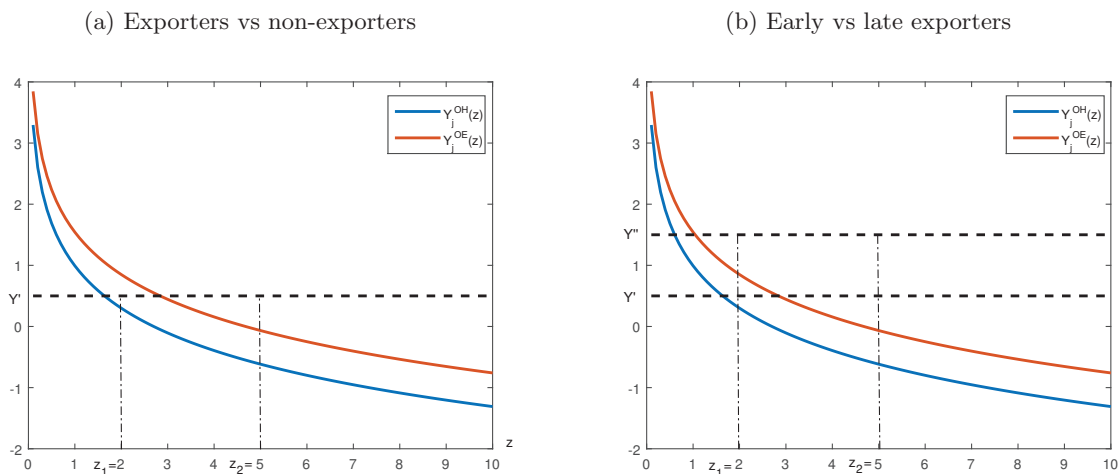 (a) Exporters vs non-exporters
4
3
2
1
Y'
0
-1
-2
0 1 z₁=2 3 4 z₂=5 6 7 8 9 10
z
Y_j^OH(z)
Y_j^OE(z)
(b) Early vs late exporters
4
3
2
Y''
1
Y'
0
-1
-2
0 1 z₁=2 3 4 z₂=5 6 7 8 9 10
Y_j^OH(z)
Y_j^OE(z)